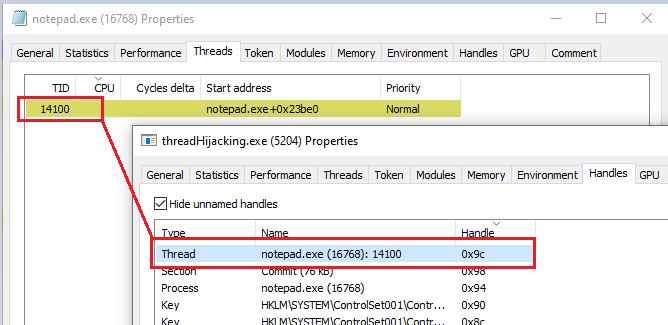 notepad.exe (16768) Properties
General Statistics Performance Threads Token Modules Memory Environment Handles GPU Comment
TID CPU Cycles delta Start address Priority
14100 notepad.exe+0x23be0 Normal
threadHijacking.exe (5204) Properties
General Statistics Performance Threads Token Modules Memory Environment Handles GPU
Hide unnamed handles
Type Name Handle
Thread notepad.exe (16768): 14100 0x9c
Section Commit (76 kB) 0x98
Process notepad.exe (16768) 0x94
Key HKLM\SYSTEM\ControlSet001\Contr... 0x90
Key HKLM\SYSTEM\ControlSet001\Contr... 0x8c